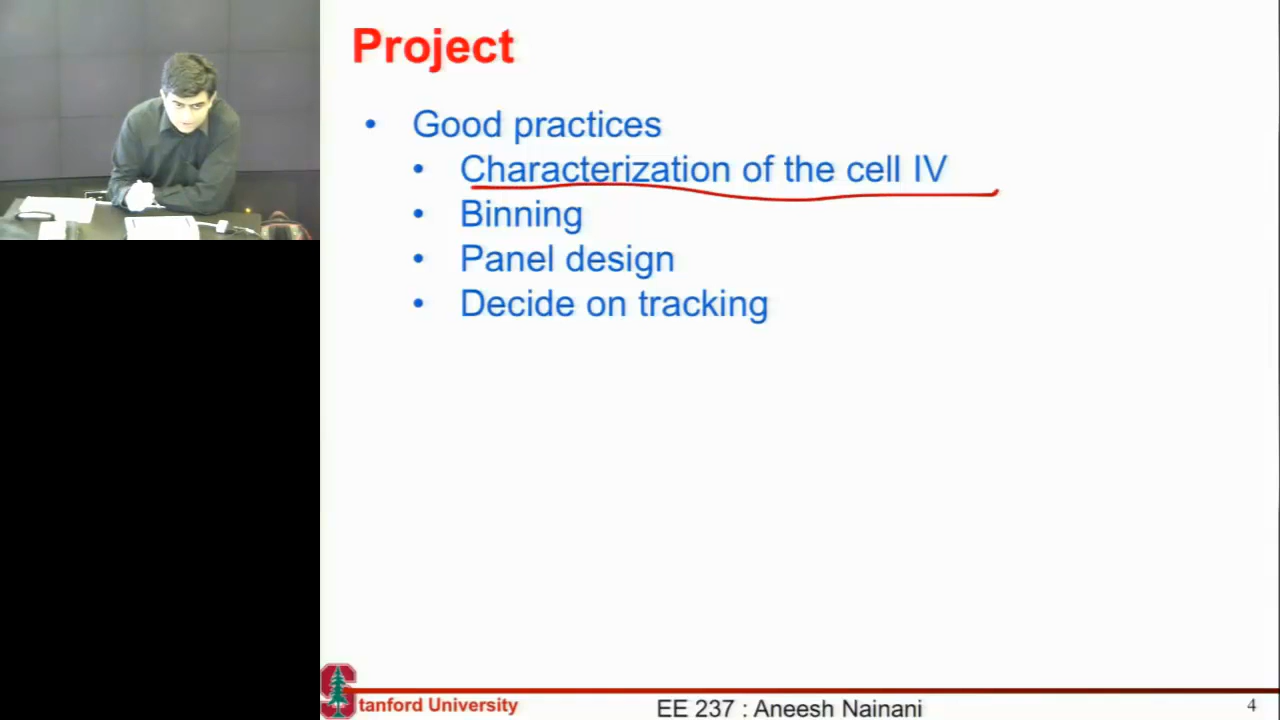 Project
• Good practices
• Characterization of the cell IV
• Binning
• Panel design
• Decide on tracking
Stanford University
EE 237 : Aneesh Nainani
4